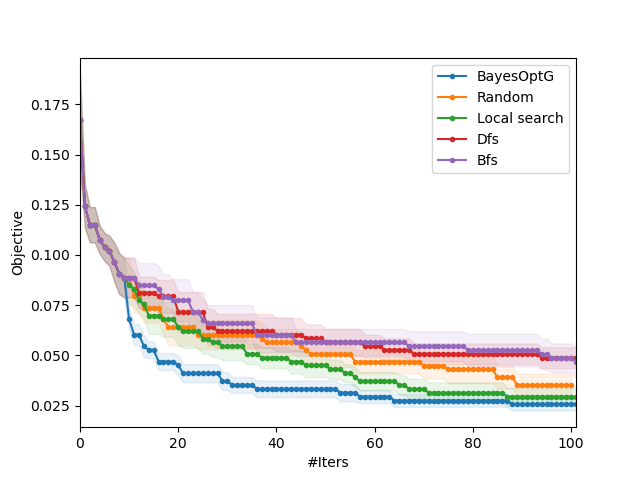 BayesOptG
Random
Local search
Dfs
Bfs
Objective
0.175
0.150
0.125
0.100
0.075
0.050
0.025
0 20 40 60 80 100
#Iters